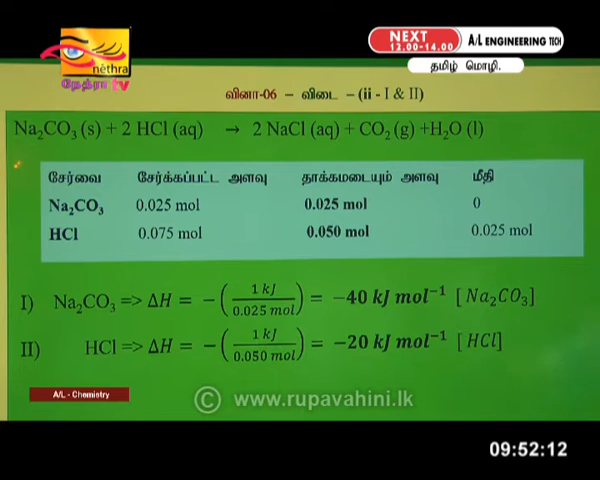 NEXT
12.00-14.00
A/L ENGINEERING TECH
தமிழ் மொழி.
nethra
நேத்ரா tv
வினா-06 – விடை – (ii - I & II)
Na₂CO₃ (s) + 2 HCl (aq) → 2 NaCl (aq) + CO₂ (g) +H₂O (l)
சேர்வை சேர்க்கப்பட்ட அளவு தாக்கமடையும் அளவு மீதி
Na₂CO₃ 0.025 mol 0.025 mol 0
HCl 0.075 mol 0.050 mol 0.025 mol
I) Na₂CO₃ => ΔH = −(1 kJ / 0.025 mol) = −40 kJ mol⁻¹ [Na₂CO₃]
II) HCl => ΔH = −(1 kJ / 0.050 mol) = −20 kJ mol⁻¹ [HCl]
A/L - Chemistry
© www.rupavahini.lk
09:52:12